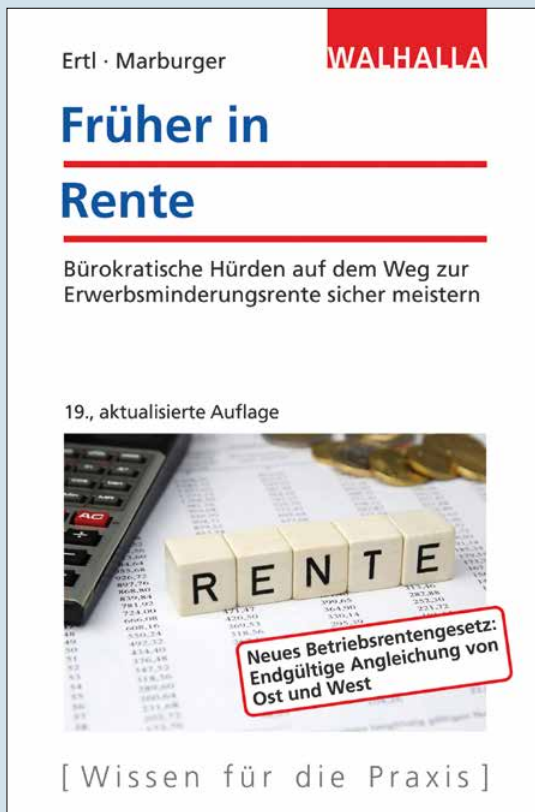 Ertl · Marburger
WALHALLA
Früher in
Rente
Bürokratische Hürden auf dem Weg zur
Erwerbsminderungsrente sicher meistern
19., aktualisierte Auflage
AC
RENTE
Neues Betriebsrentengesetz:
Endgültige Angleichung von
Ost und West
[Wissen für die Praxis]